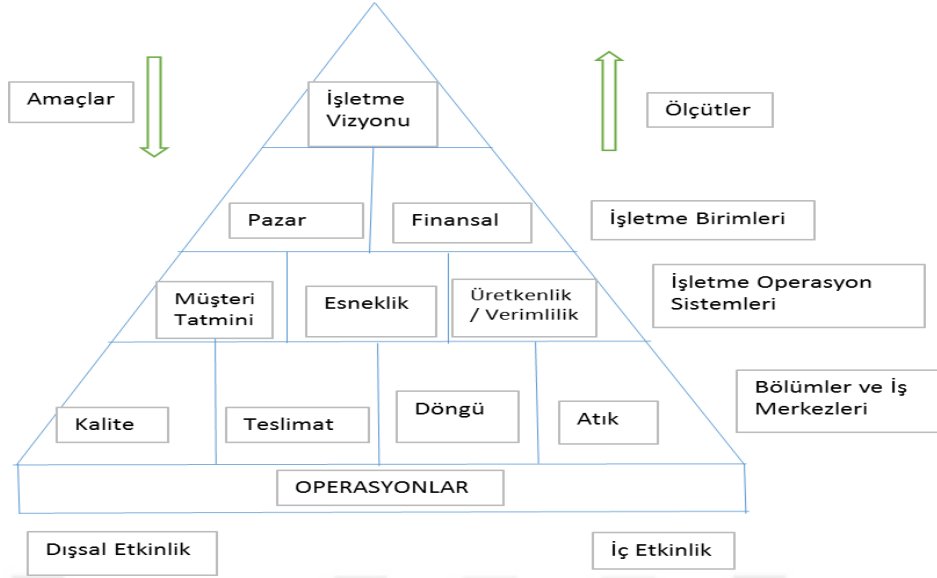 Amaçlar
İşletme
Vizyonu
Ölçütler
Pazar
Finansal
İşletme Birimleri
Müşteri
Tatmini
Esneklik
Üretkenlik
/ Verimlilik
İşletme Operasyon
Sistemleri
Kalite
Teslimat
Döngü
Atık
Bölümler ve İş
Merkezleri
OPERASYONLAR
Dışsal Etkinlik
İç Etkinlik